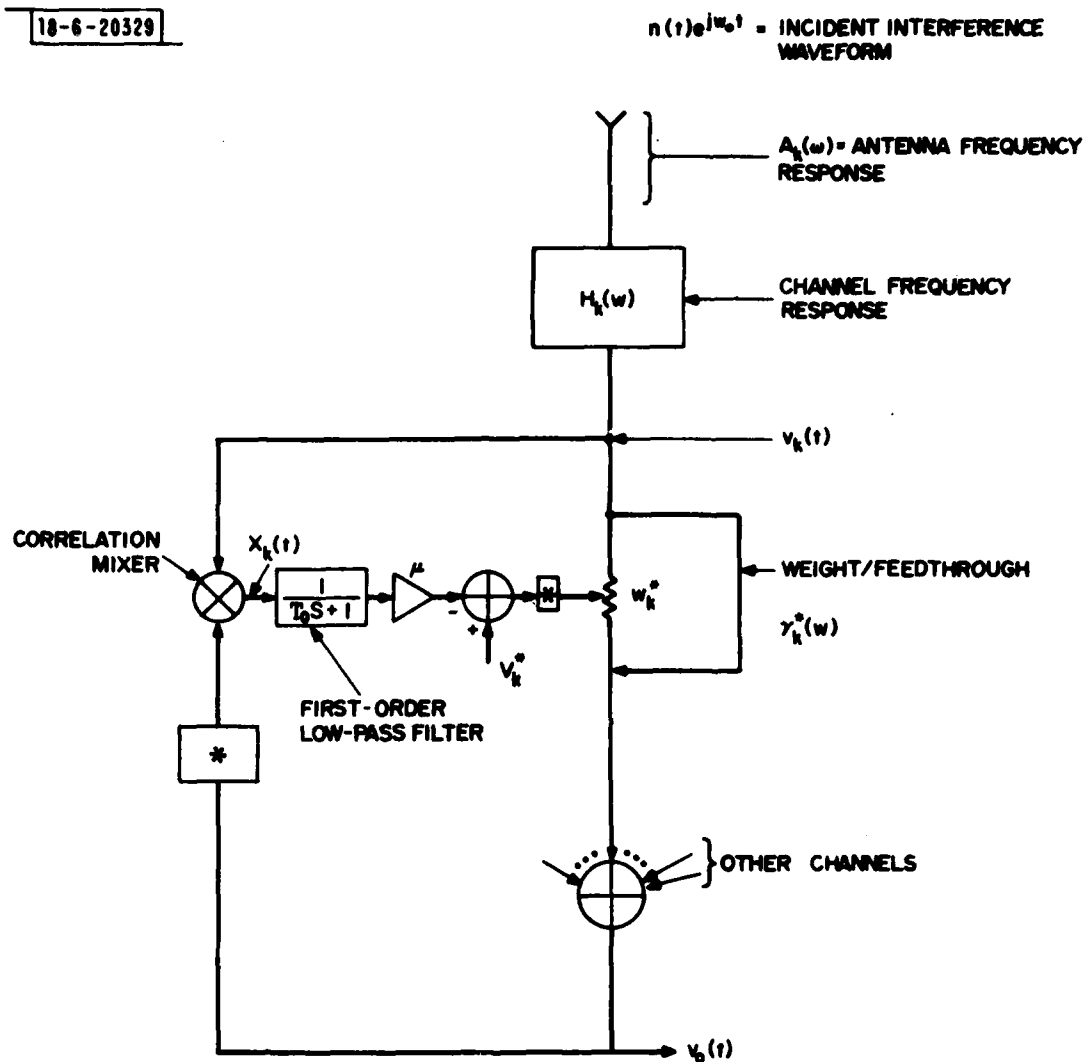 18-6-20329
n(t)e^{jω₀t} = INCIDENT INTERFERENCE
WAVEFORM
A_k(ω) = ANTENNA FREQUENCY
RESPONSE
H_k(w)
CHANNEL FREQUENCY
RESPONSE
v_k(t)
CORRELATION
MIXER
X_k(t)
1
T₀S + 1
μ
-
+
V_k^*
*
w_k^*
WEIGHT/FEEDTHROUGH
γ_k^*(w)
FIRST-ORDER
LOW-PASS FILTER
*
OTHER CHANNELS
v_o(t)